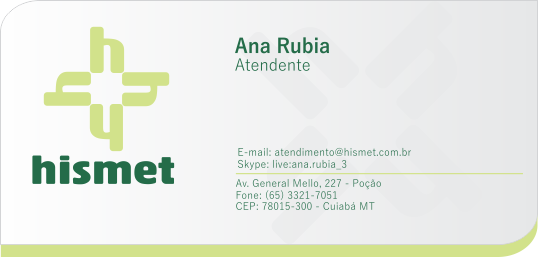 hismet
Ana Rubia
Atendente
E-mail: atendimento@hismet.com.br
Skype: live:ana.rubia_3
Av. General Mello, 227 - Poção
Fone: (65) 3321-7051
CEP: 78015-300 - Cuiabá MT